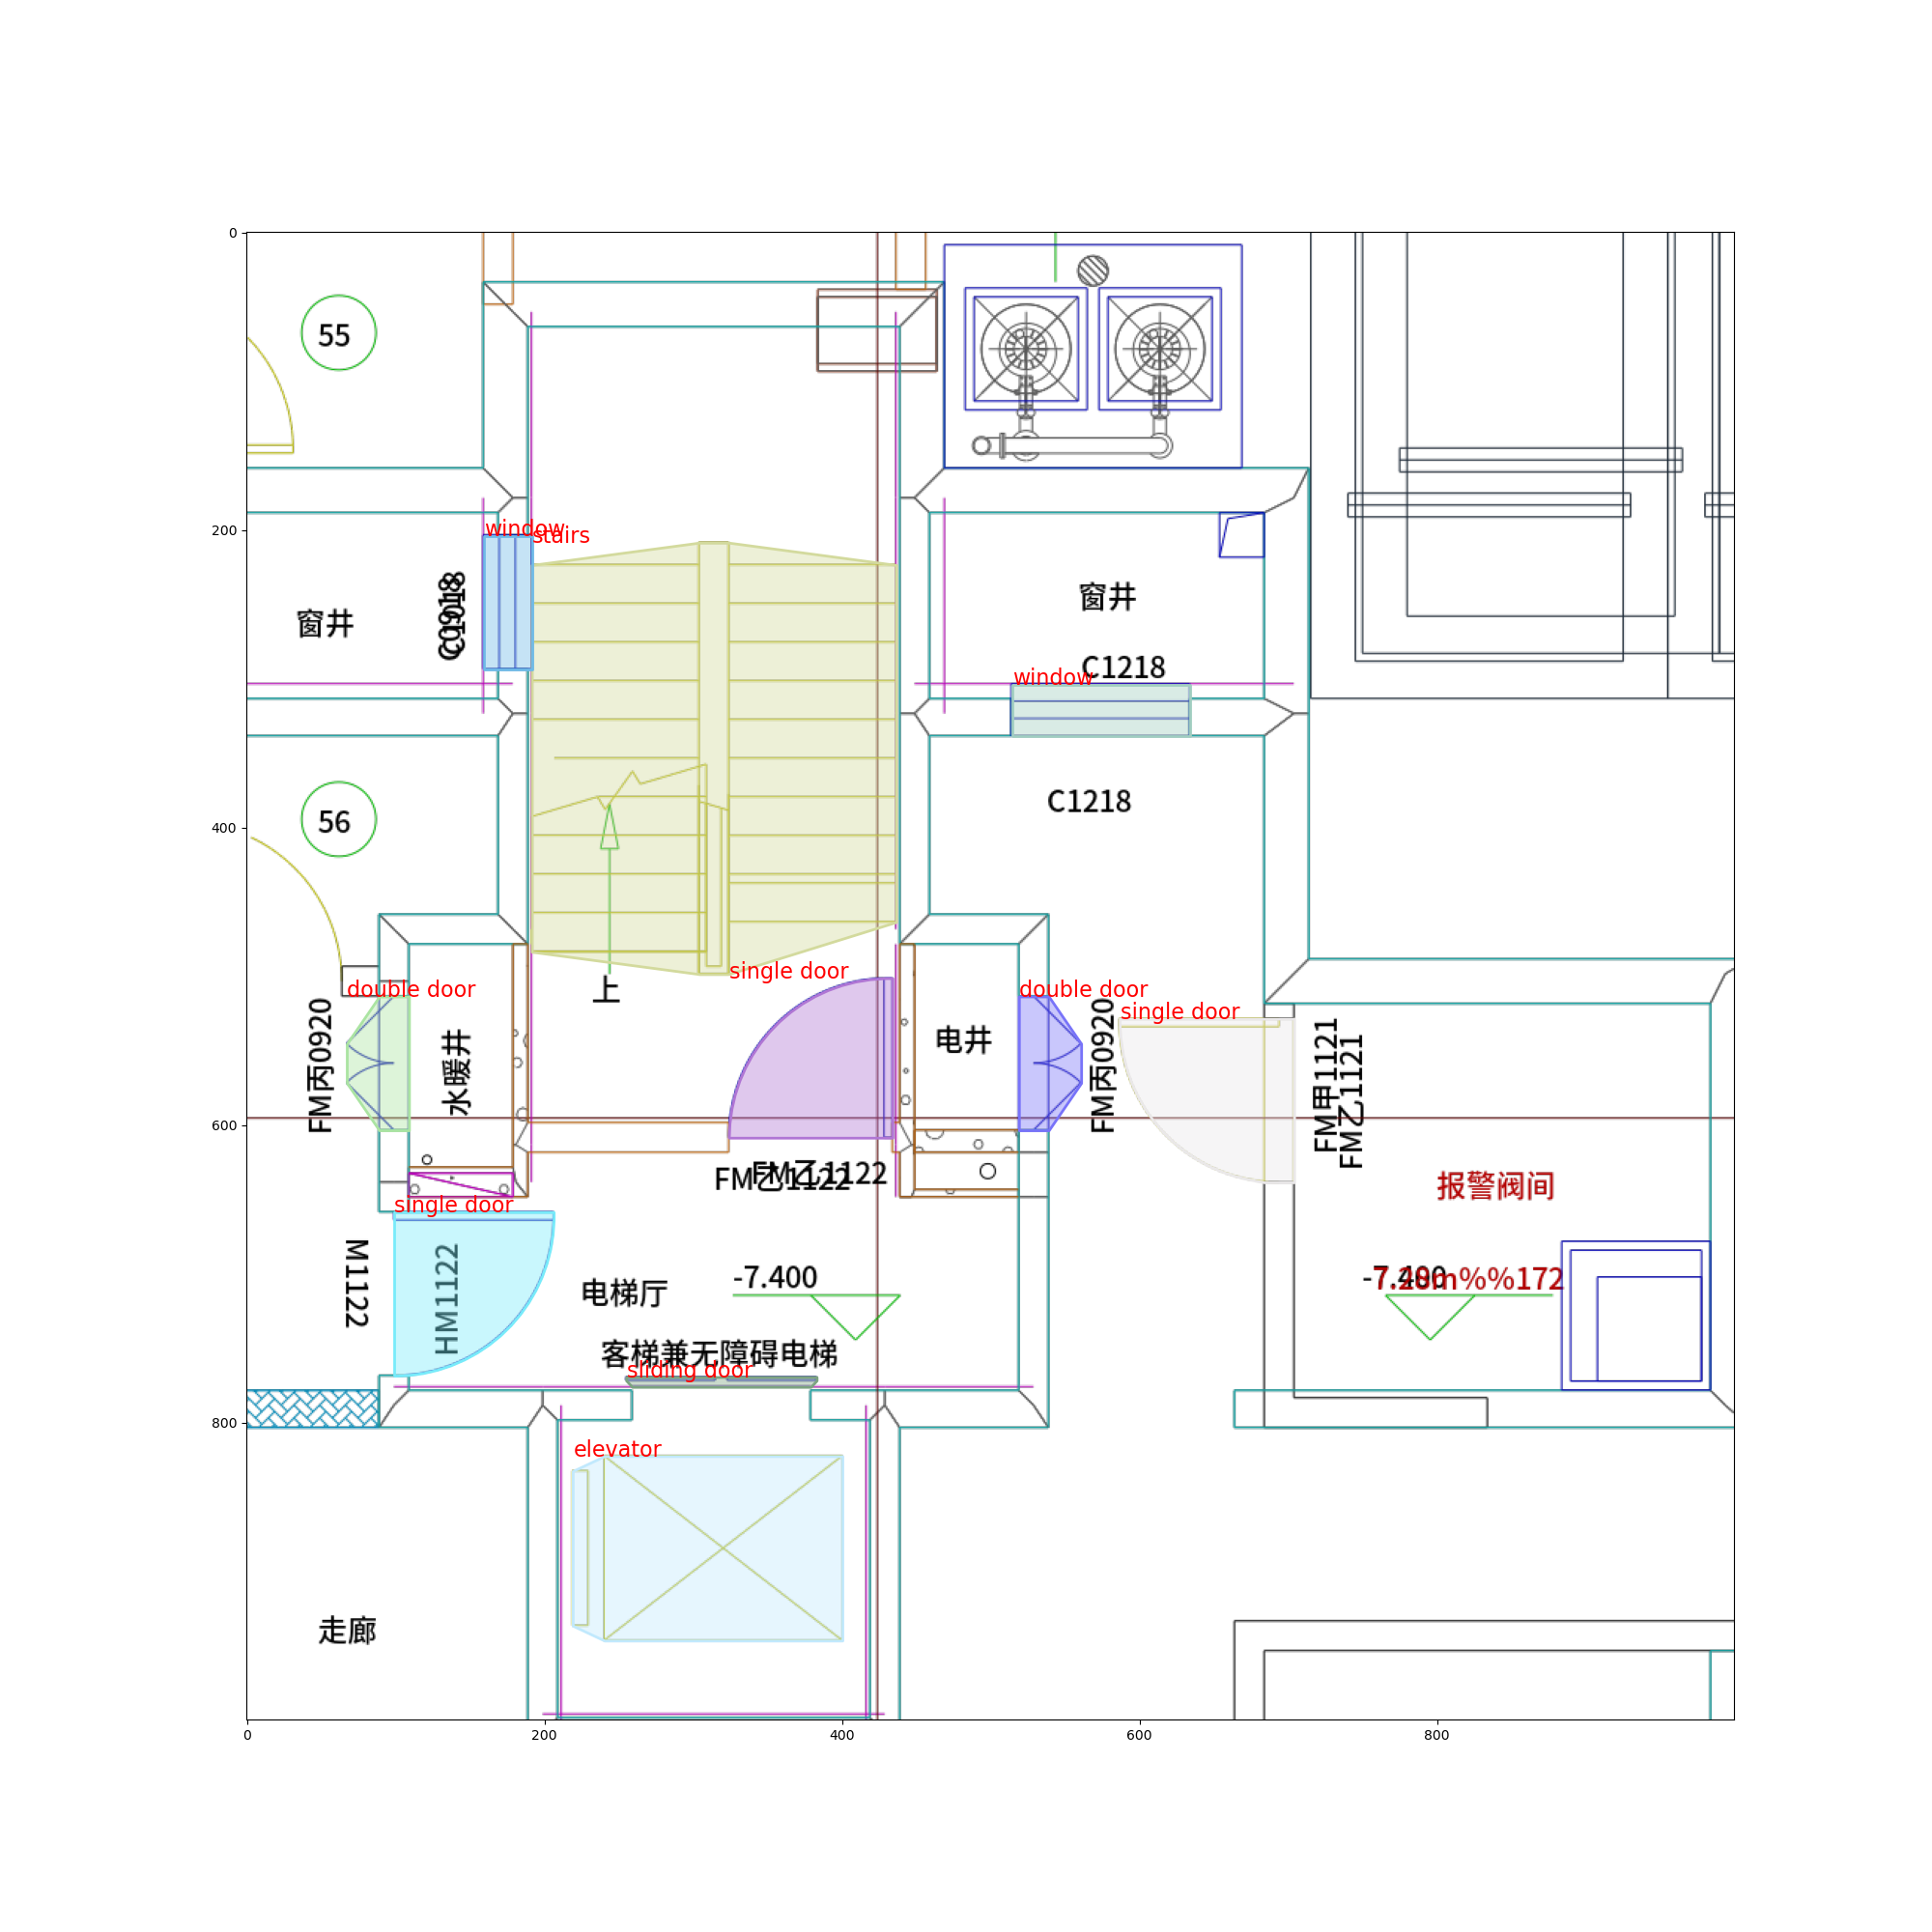 0
55
200
window
stairs
窗井
C0918
C1018
窗井
C1218
window
C1218
400
56
上
single door
double door
double door
single door
FM丙0920
水暖井
电井
FM丙0920
FM甲1121
FM乙1121
600
FM乙1122
FM乙1122
报警阀间
single door
M1122
HM1122
电梯厅
-7.400
-7.400
7.28m%%172
客梯兼无障碍电梯
sliding door
800
elevator
走廊
0
200
400
600
800